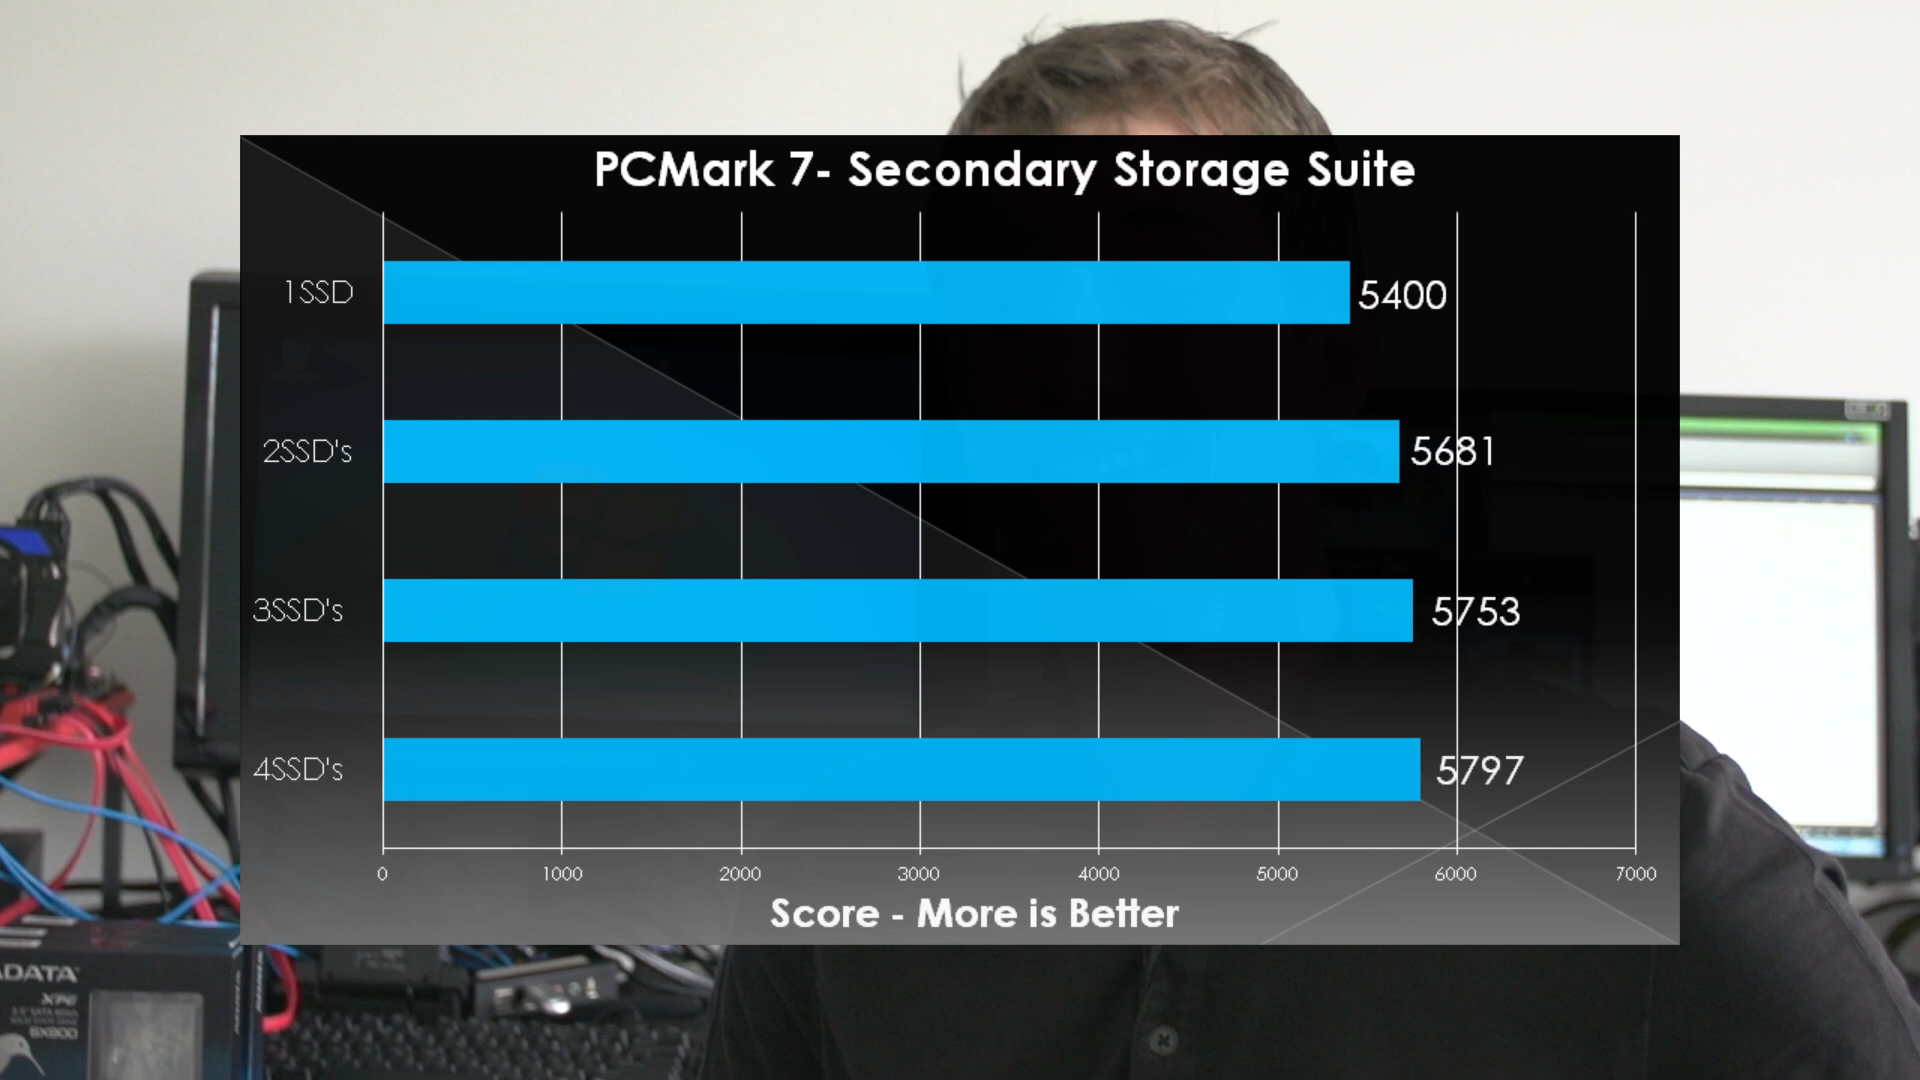 PCMark 7- Secondary Storage Suite
1SSD
5400
2SSD's
5681
3SSD's
5753
4SSD's
5797
0 1000 2000 3000 4000 5000 6000 7000
Score - More is Better
ADATA
XPG
SX900